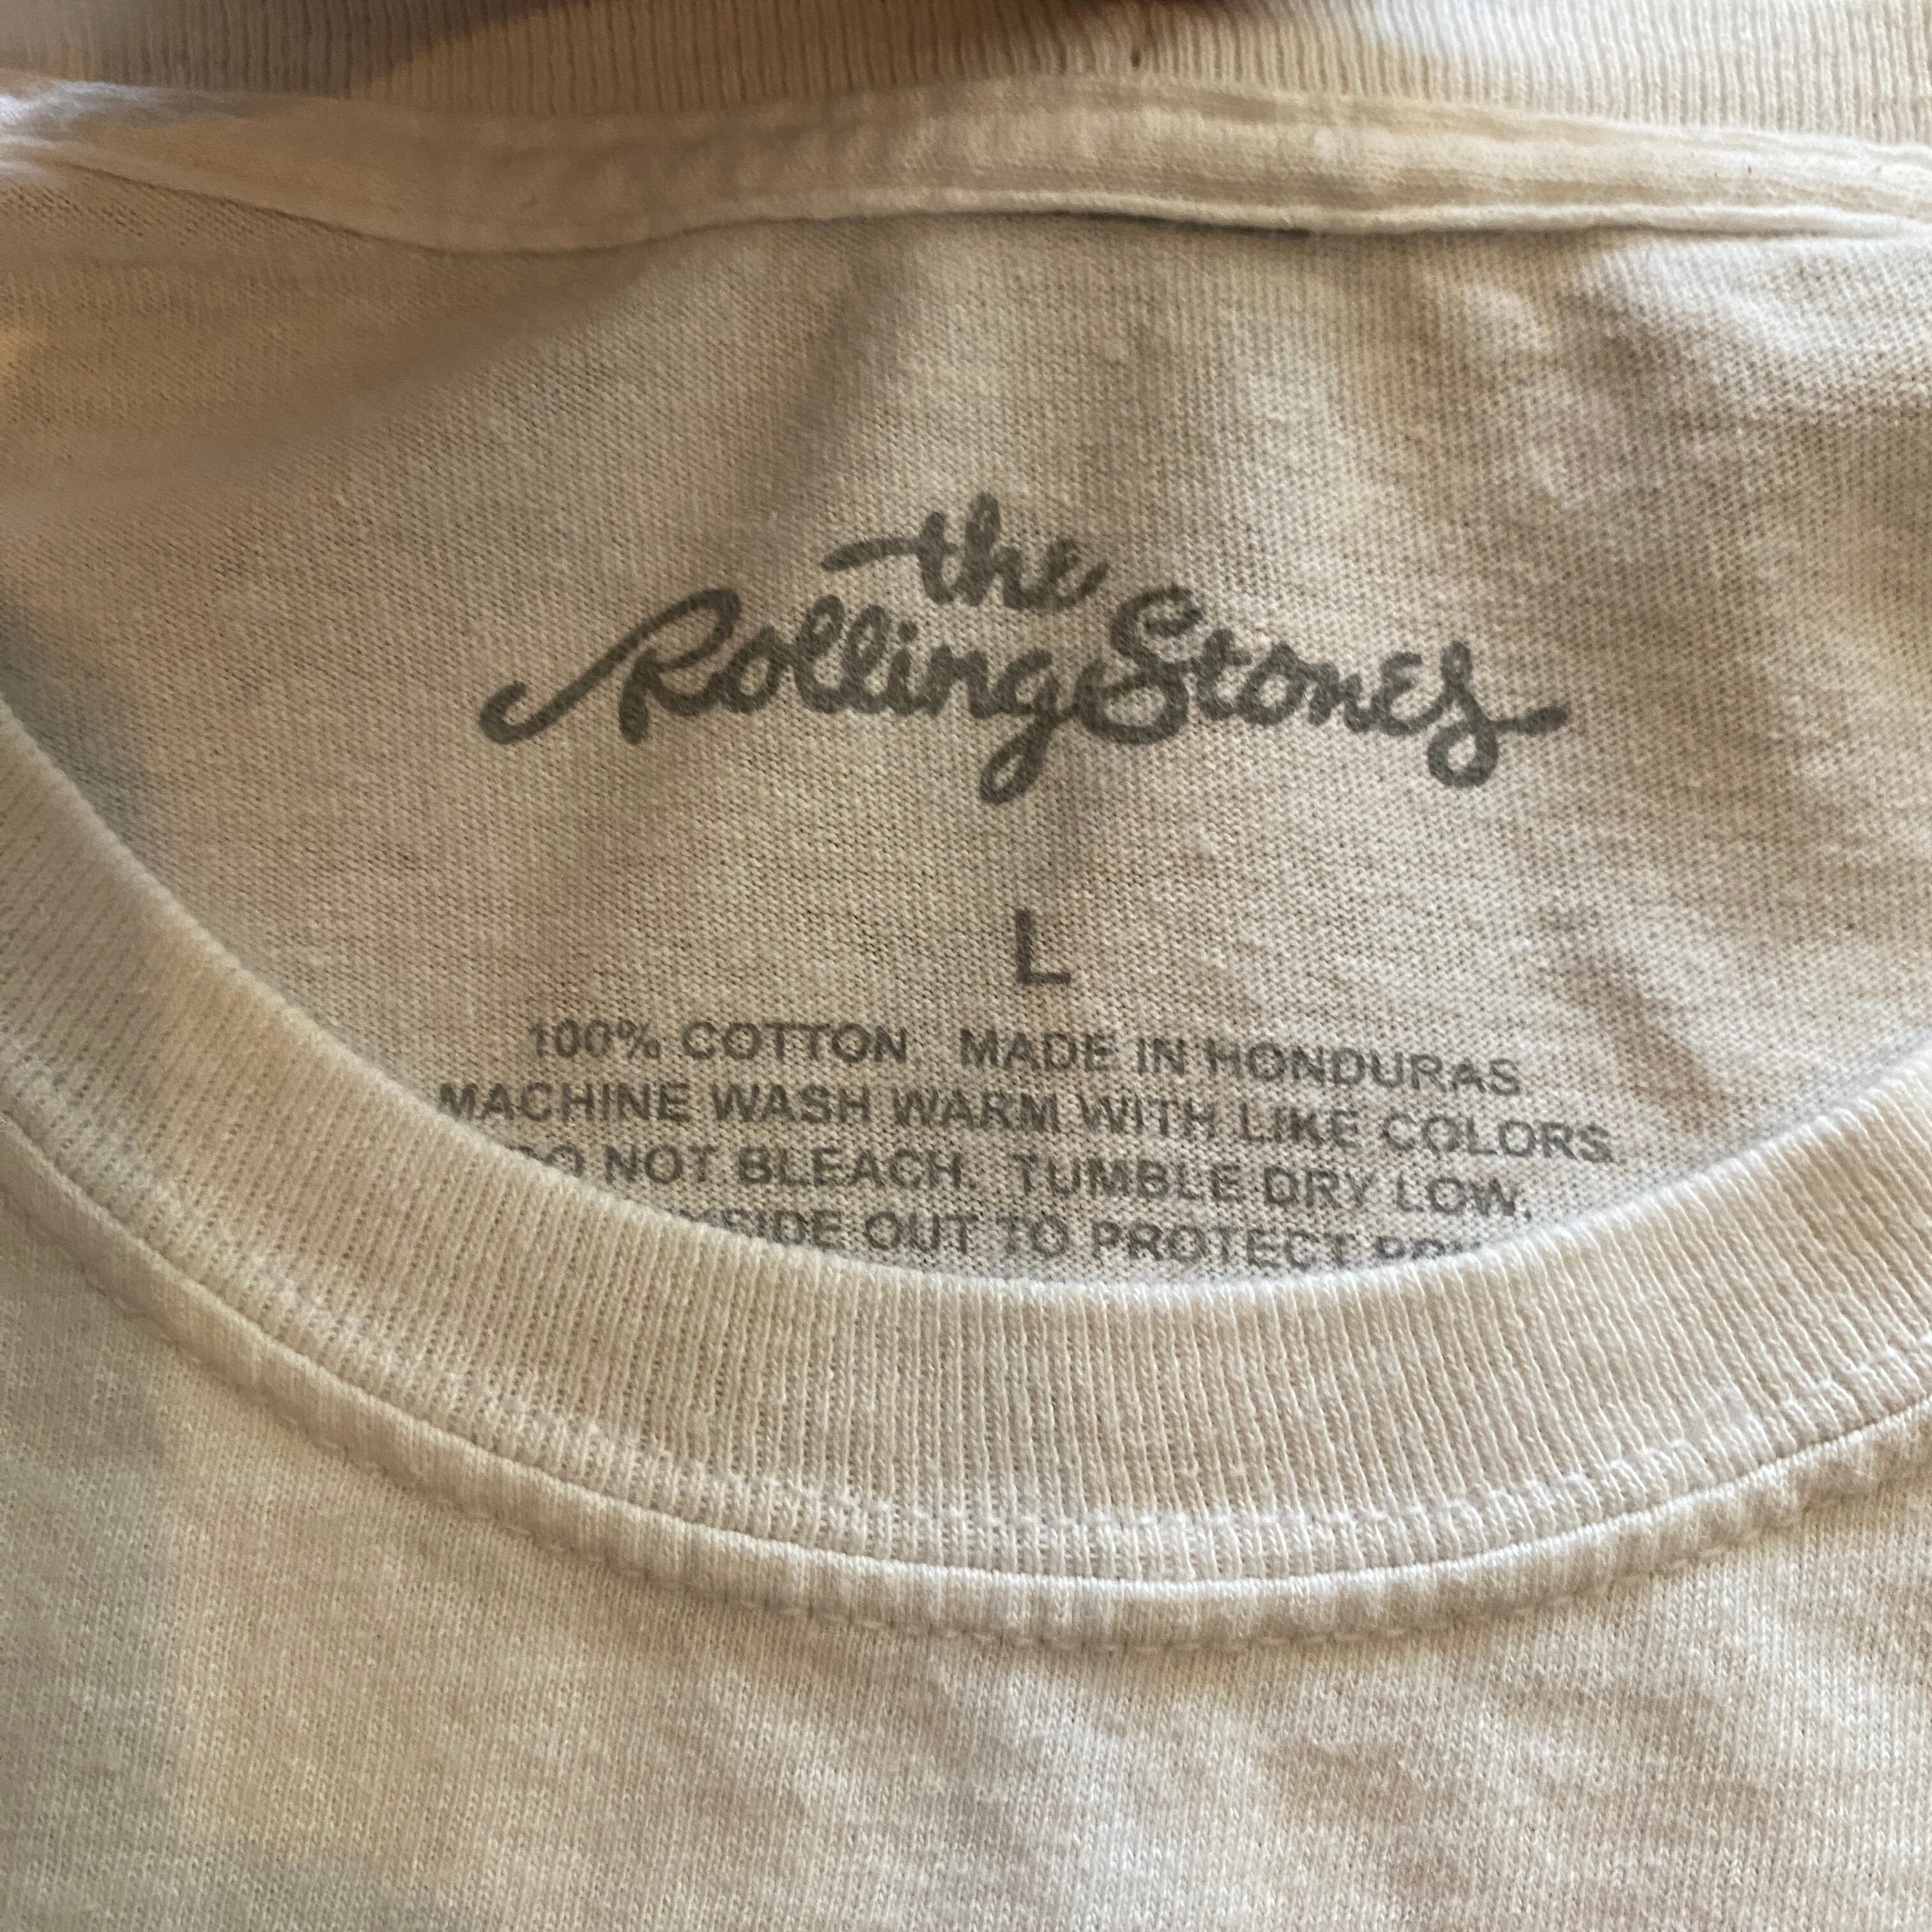 the
Rolling Stones
L
100% COTTON MADE IN HONDURAS
MACHINE WASH WARM WITH LIKE COLORS
DO NOT BLEACH. TUMBLE DRY LOW,
OUT TO PROTECT